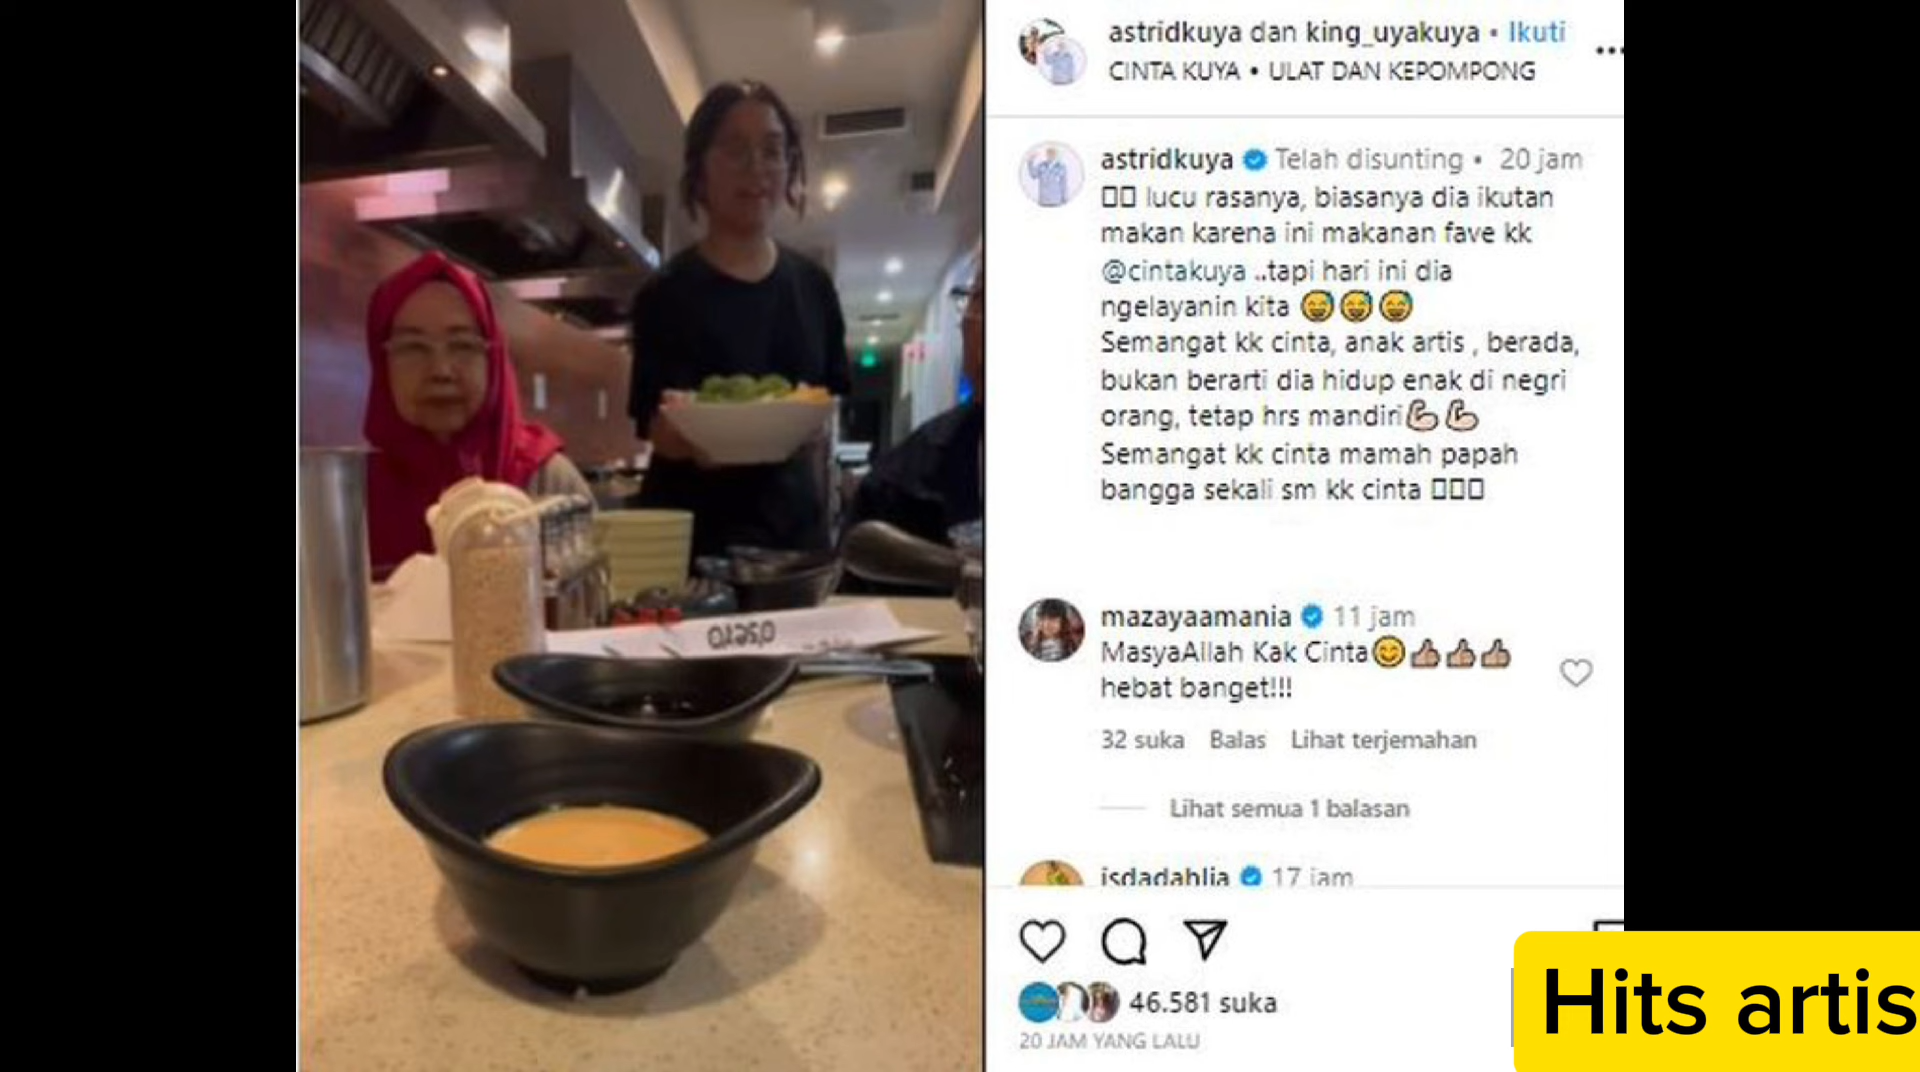 astridkuya dan king_uyakuya • Ikuti
CINTA KUYA • ULAT DAN KEPOMPONG
astridkuya Telah disunting • 20 jam
lucu rasanya, biasanya dia ikutan
makan karena ini makanan fave kk
@cintakuya ..tapi hari ini dia
ngelayanin kita 😅😅😅
Semangat kk cinta, anak artis , berada,
bukan berarti dia hidup enak di negri
orang, tetap hrs mandiri💪🏻💪🏻
Semangat kk cinta mamah papah
bangga sekali sm kk cinta
mazayaamania 11 jam
MasyaAllah Kak Cinta😊👍🏼👍🏼👍🏼
hebat banget!!!
32 suka Balas Lihat terjemahan
Lihat semua 1 balasan
isdadahlia 17 jam
46.581 suka
20 JAM YANG LALU
Hits artis